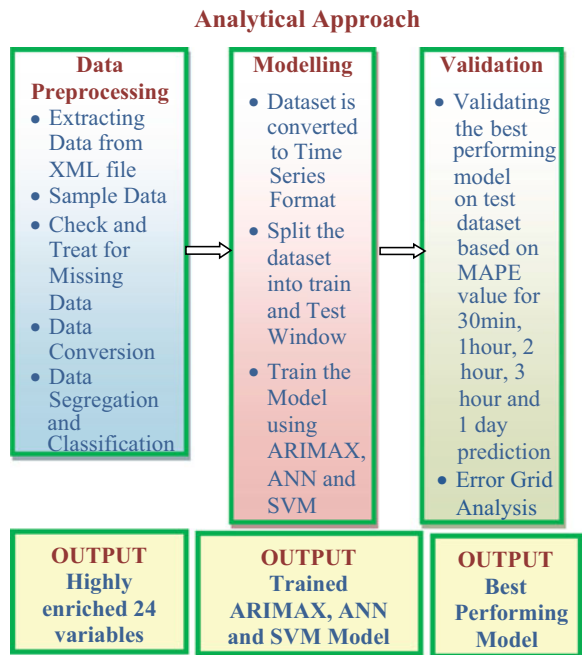 Analytical Approach
Data
Preprocessing
• Extracting
Data from
XML file
• Sample Data
• Check and
Treat for
Missing
Data
• Data
Conversion
• Data
Segregation
and
Classification
Modelling
• Dataset is
converted
to Time
Series
Format
• Split the
dataset
into train
and Test
Window
• Train the
Model
using
ARIMAX,
ANN and
SVM
Validation
• Validating
the best
performing
model
on test
dataset
based on
MAPE
value for
30min,
1hour, 2
hour, 3
hour and
1 day
prediction
• Error Grid
Analysis
OUTPUT
Highly
enriched 24
variables
OUTPUT
Trained
ARIMAX, ANN
and SVM Model
OUTPUT
Best
Performing
Model